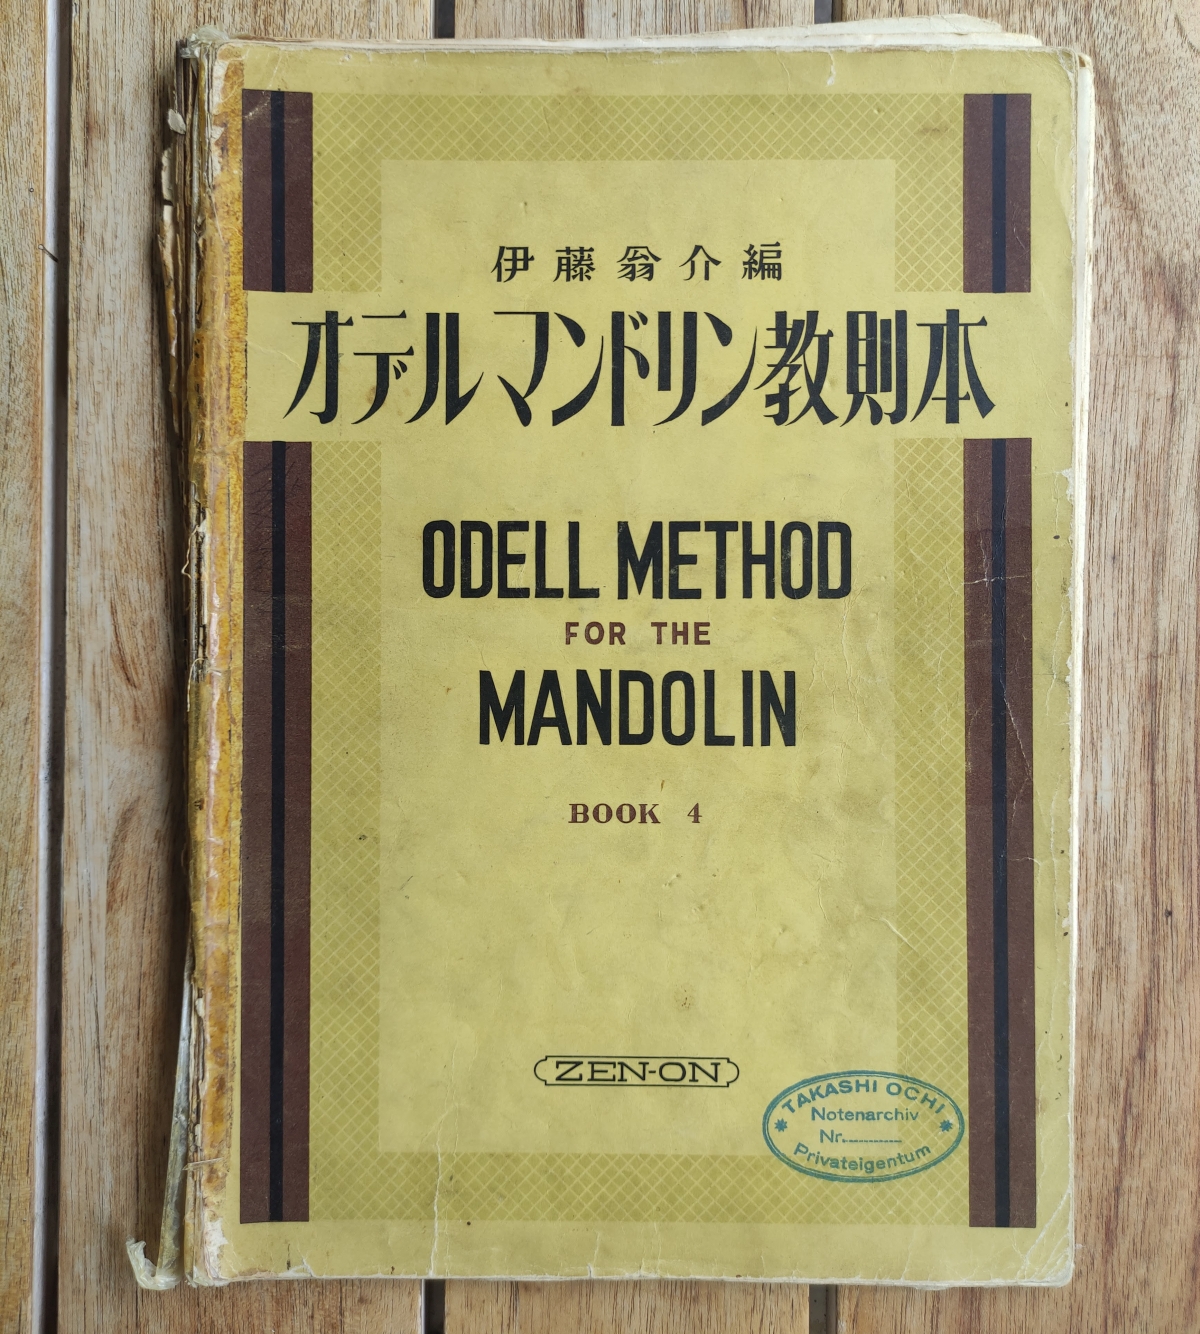 伊藤翁介編
オデルマンドリン教則本
ODELL METHOD
FOR THE
MANDOLIN
BOOK 4
ZEN-ON
TAKASHI OCHI
Notenarchiv
Nr.
Privateigentum